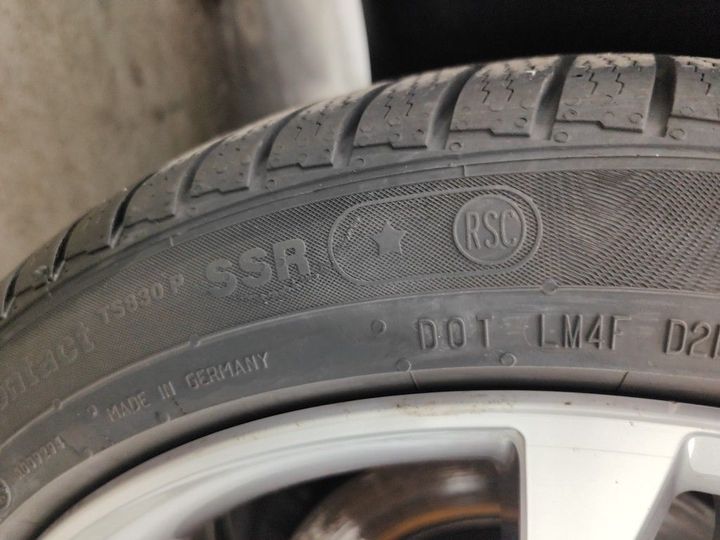 TS830 P SSR RSC
DOT LM4F
MADE IN GERMANY